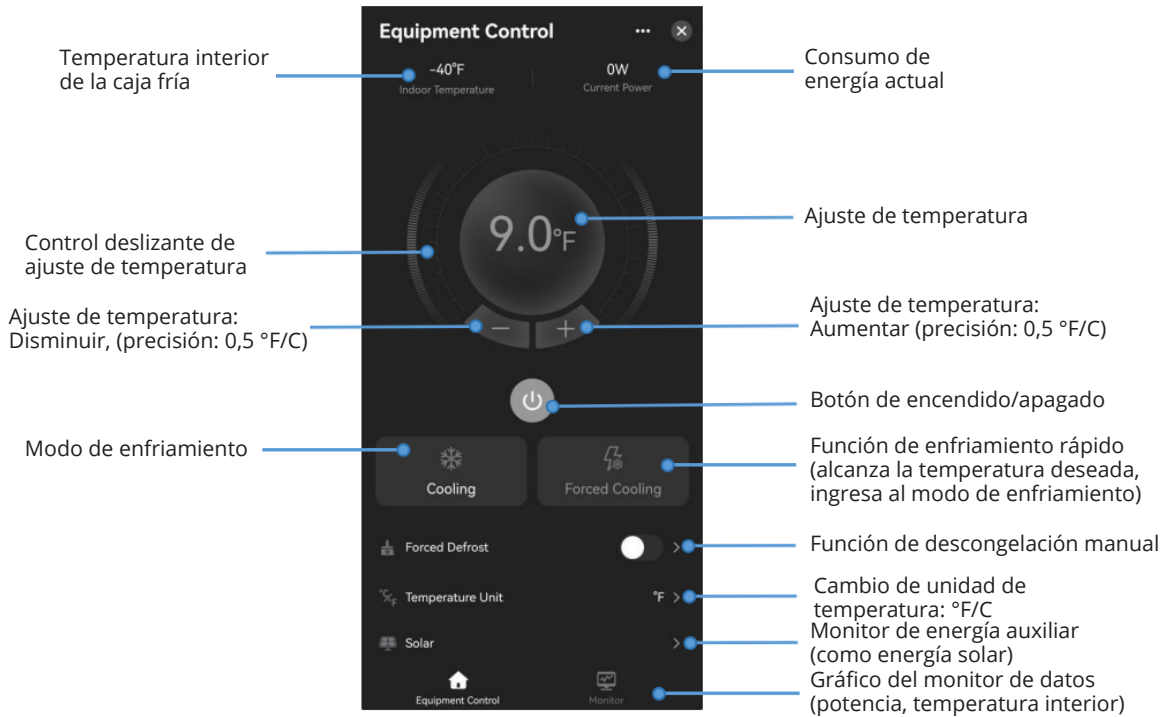 Equipment Control
-40°F
Indoor Temperature
0W
Current Power
Temperatura interior
de la caja fría
Consumo de
energía actual
9.0°F
Ajuste de temperatura
Control deslizante de
ajuste de temperatura
Ajuste de temperatura:
Disminuir, (precisión: 0,5 °F/C)
Ajuste de temperatura:
Aumentar (precisión: 0,5 °F/C)
Botón de encendido/apagado
Modo de enfriamiento
Cooling
Forced Cooling
Función de enfriamiento rápido
(alcanza la temperatura deseada,
ingresa al modo de enfriamiento)
Forced Defrost
Función de descongelación manual
°C/°F Temperature Unit
°F
Cambio de unidad de
temperatura: °F/C
Solar
Monitor de energía auxiliar
(como energía solar)
Equipment Control
Monitor
Gráfico del monitor de datos
(potencia, temperatura interior)